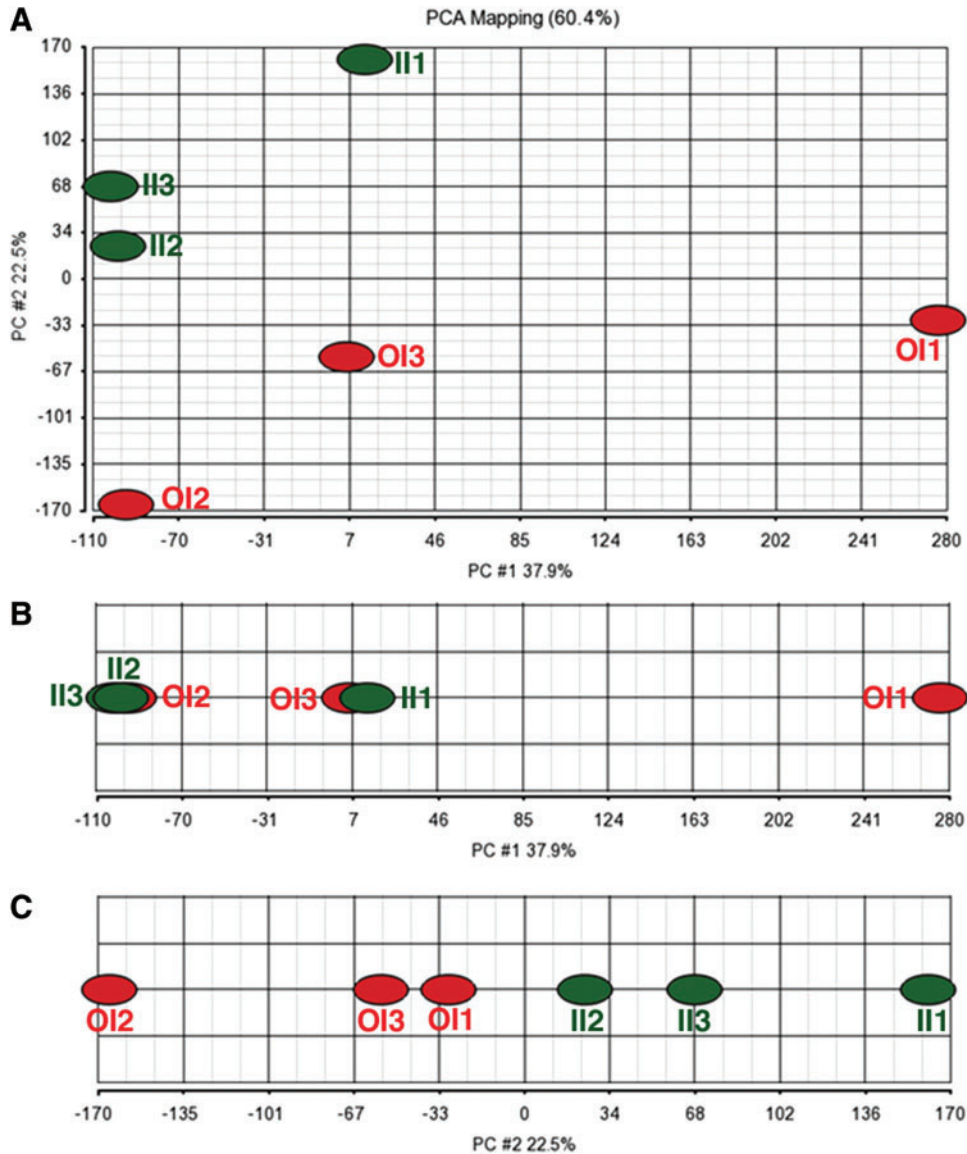 A
PCA Mapping (60.4%)
170
136
102
68
34
0
-33
-67
-101
-135
-170
PC #2 22.5%
II1
II3
II2
OI3
OI1
OI2
-110 -70 -31 7 46 85 124 163 202 241 280
PC #1 37.9%
B
II2
II3 OI2 OI3 II1 OI1
-110 -70 -31 7 46 85 124 163 202 241 280
PC #1 37.9%
C
OI2 OI3 OI1 II2 II3 II1
-170 -135 -101 -67 -33 0 34 68 102 136 170
PC #2 22.5%